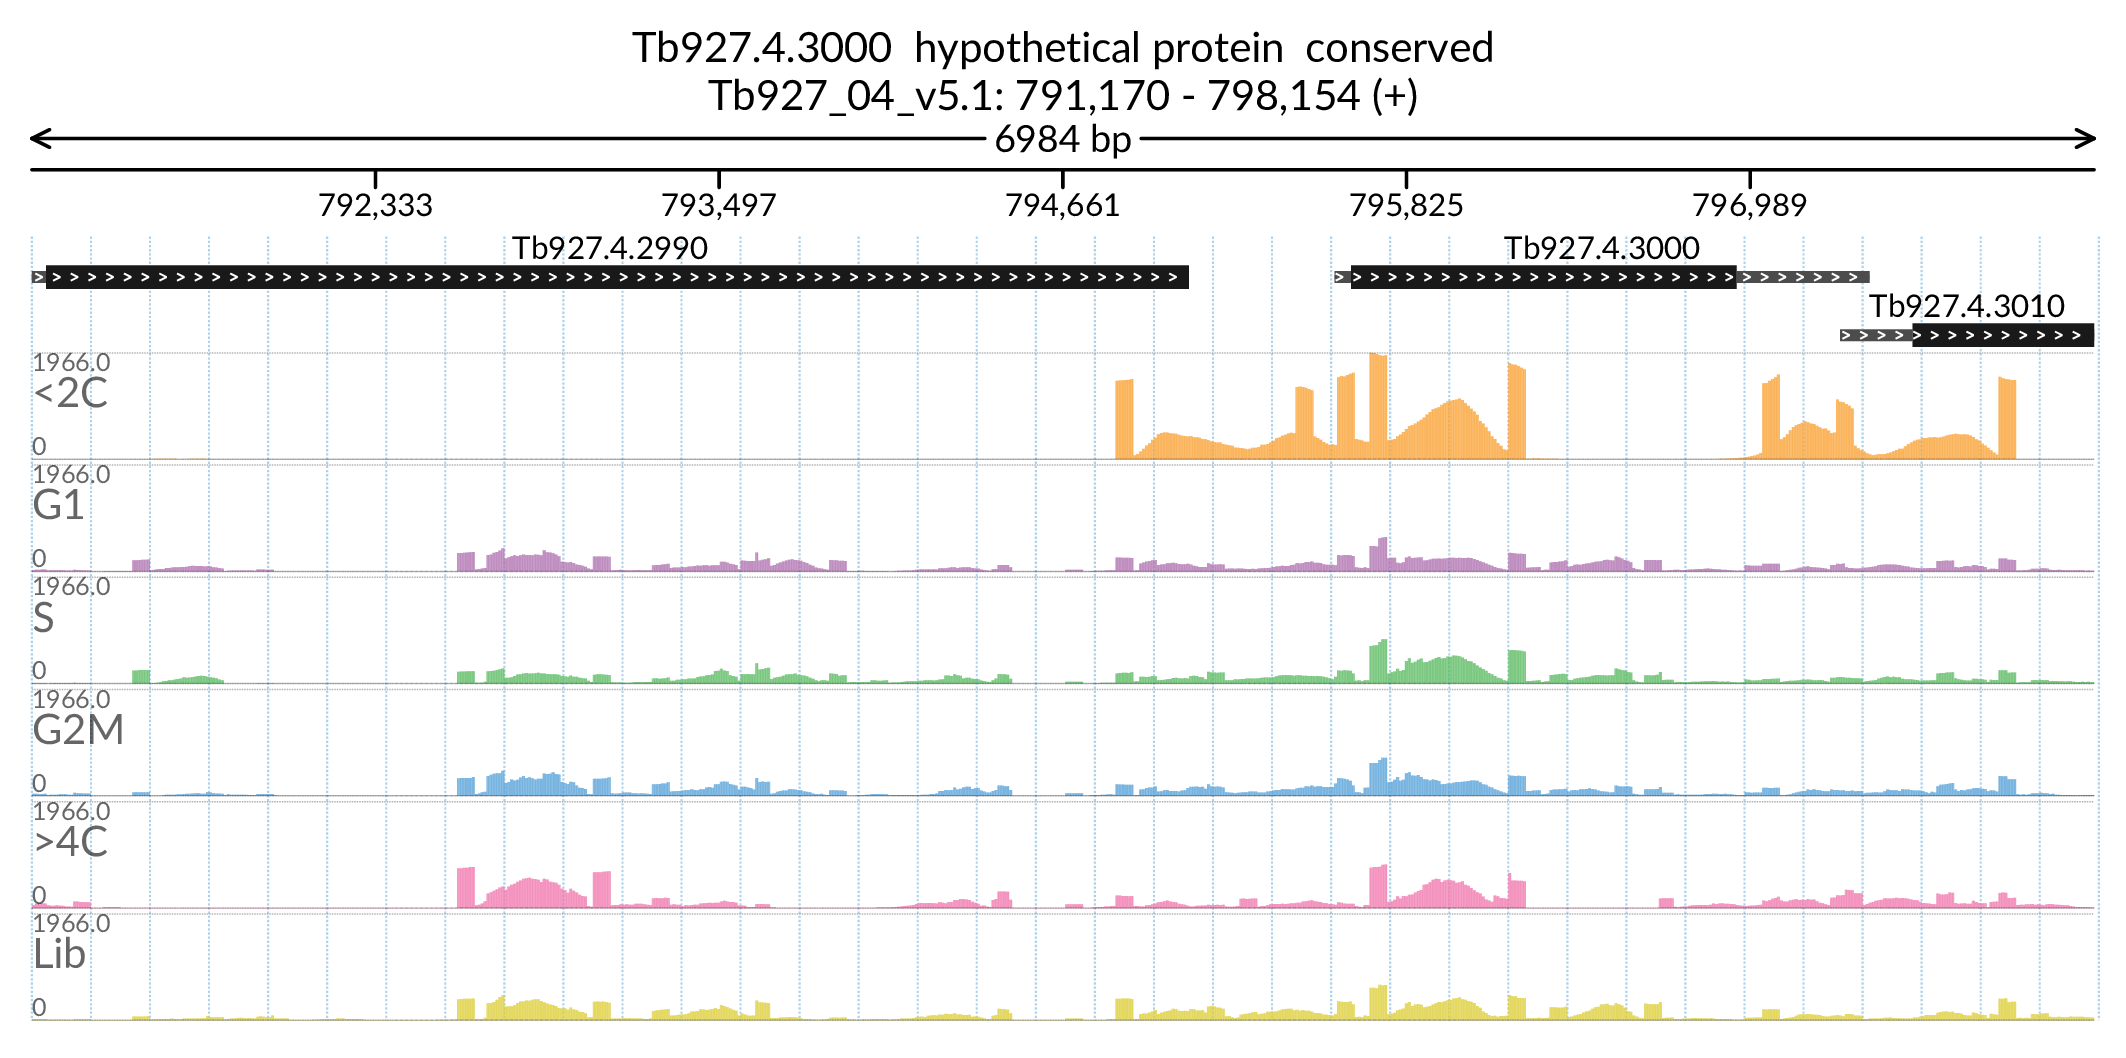 Tb927.4.3000  hypothetical protein  conserved
Tb927_04_v5.1: 791,170 - 798,154 (+)
6984 bp
792,333 793,497 794,661 795,825 796,989
Tb927.4.2990 Tb927.4.3000
Tb927.4.3010
1966.0
<2C
0
1966.0
G1
0
1966.0
S
0
1966.0
G2M
0
1966.0
>4C
0
1966.0
Lib
0